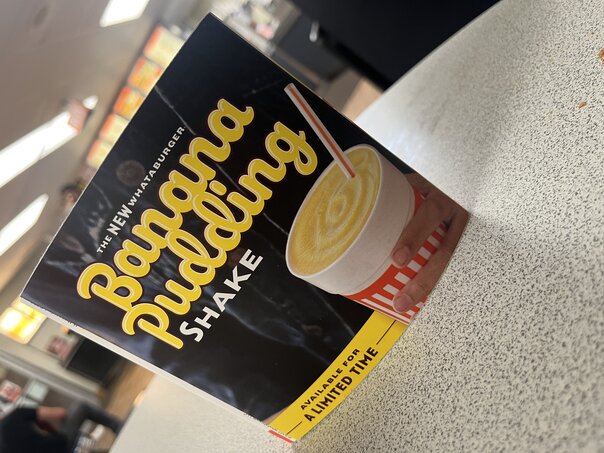 THE NEW WHATABURGER
Banana
Pudding
SHAKE
AVAILABLE FOR
A LIMITED TIME